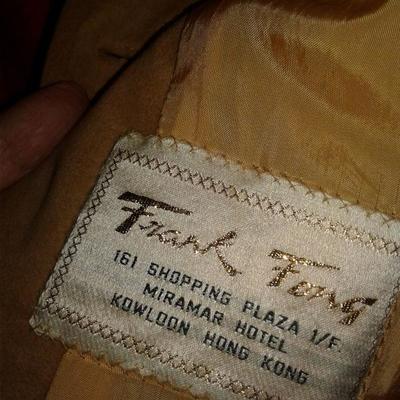 Frank Fong
161 SHOPPING PLAZA 1/F.
MIRAMAR HOTEL
KOWLOON HONG KONG